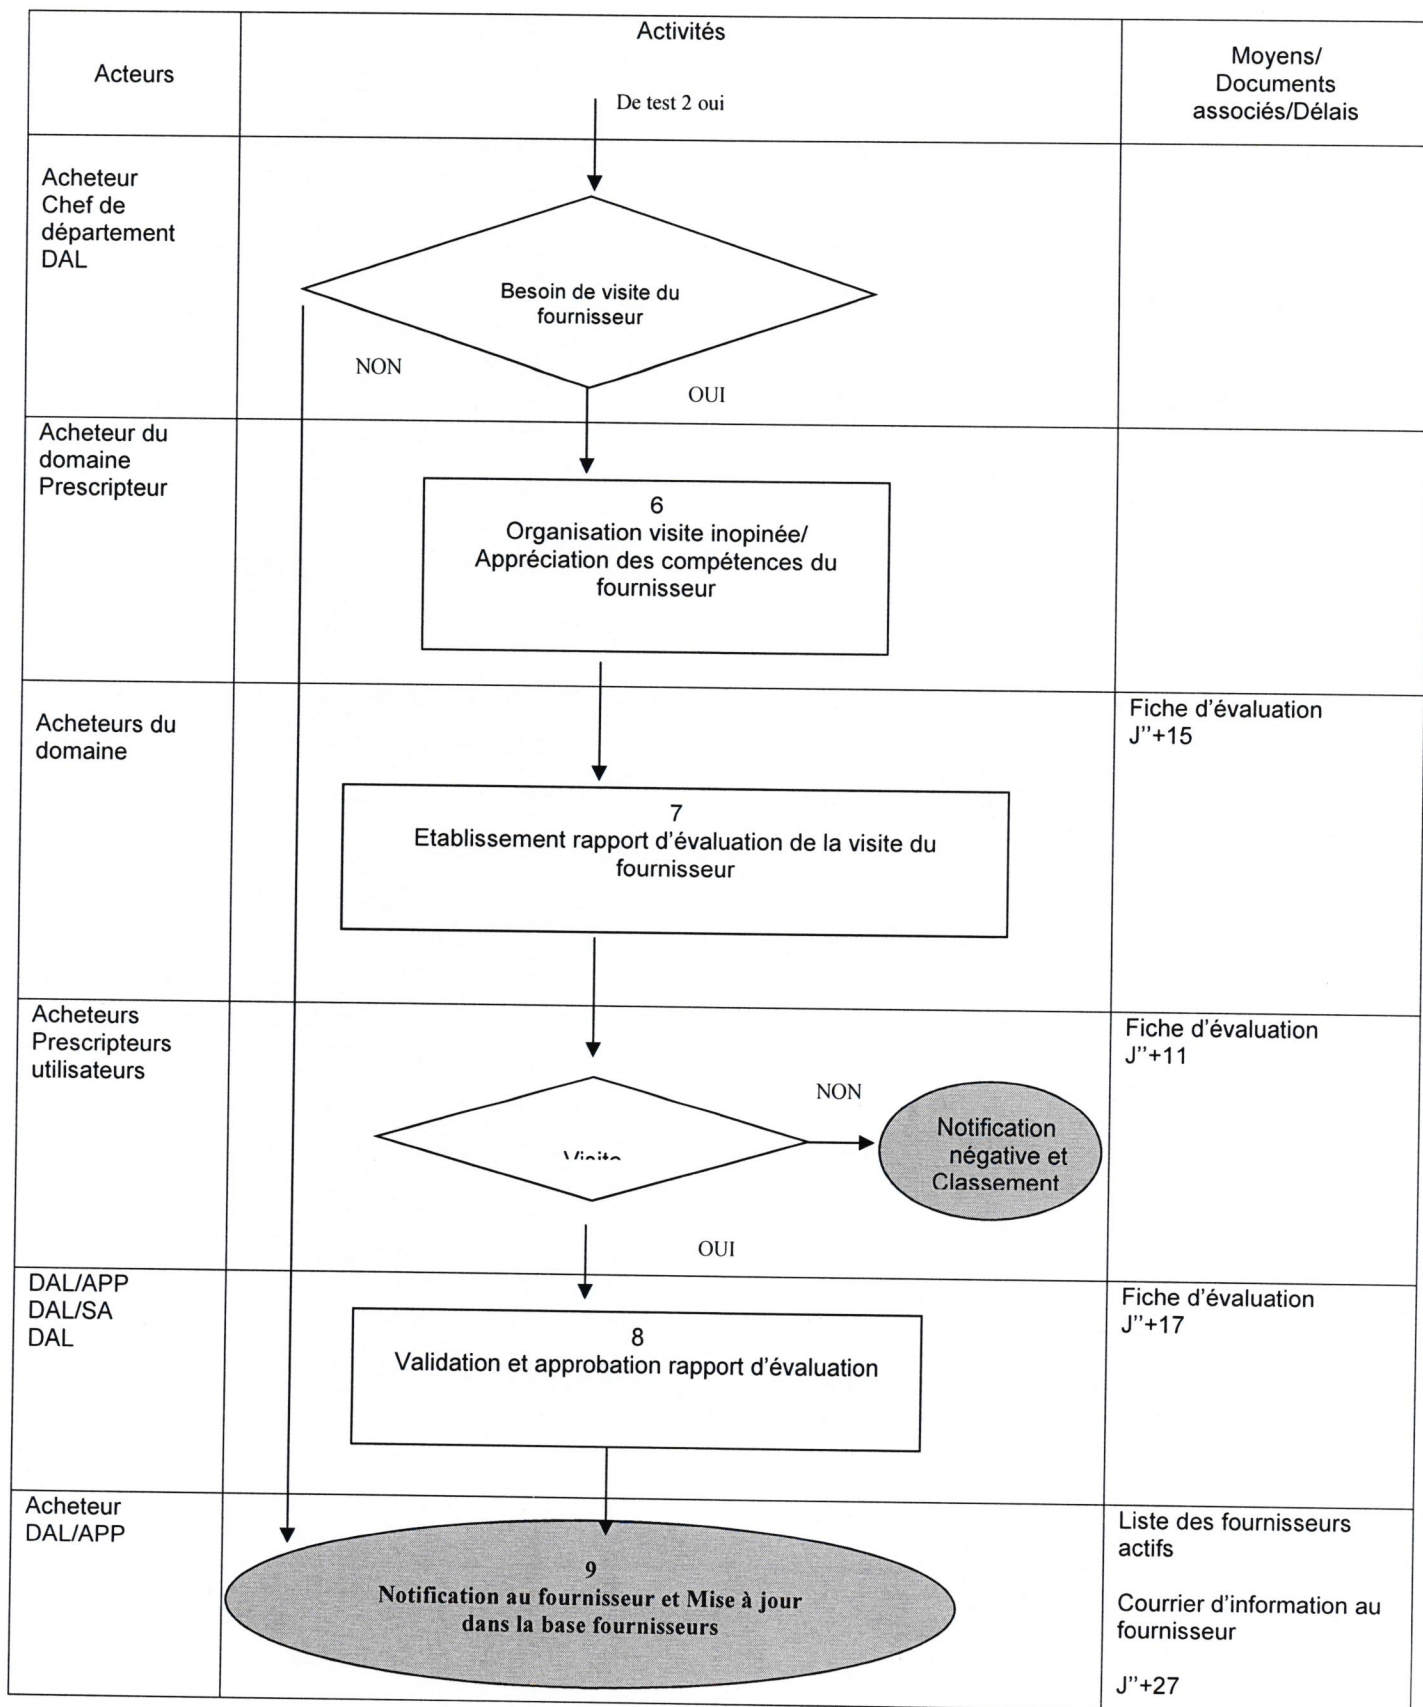 Acteurs
Activités
De test 2 oui
Moyens/
Documents
associés/Délais
Acheteur
Chef de
département
DAL
Besoin de visite du
fournisseur
NON
OUI
Acheteur du
domaine
Prescripteur
6
Organisation visite inopinée/
Appréciation des compétences du
fournisseur
Acheteurs du
domaine
Fiche d’évaluation
J’’+15
7
Etablissement rapport d’évaluation de la visite du
fournisseur
Acheteurs
Prescripteurs
utilisateurs
Fiche d’évaluation
J’’+11
NON
Notification
négative et
Classement
OUI
DAL/APP
DAL/SA
DAL
Fiche d’évaluation
J’’+17
8
Validation et approbation rapport d’évaluation
Acheteur
DAL/APP
9
Notification au fournisseur et Mise à jour
dans la base fournisseurs
Liste des fournisseurs
actifs
Courrier d’information au
fournisseur
J’’+27